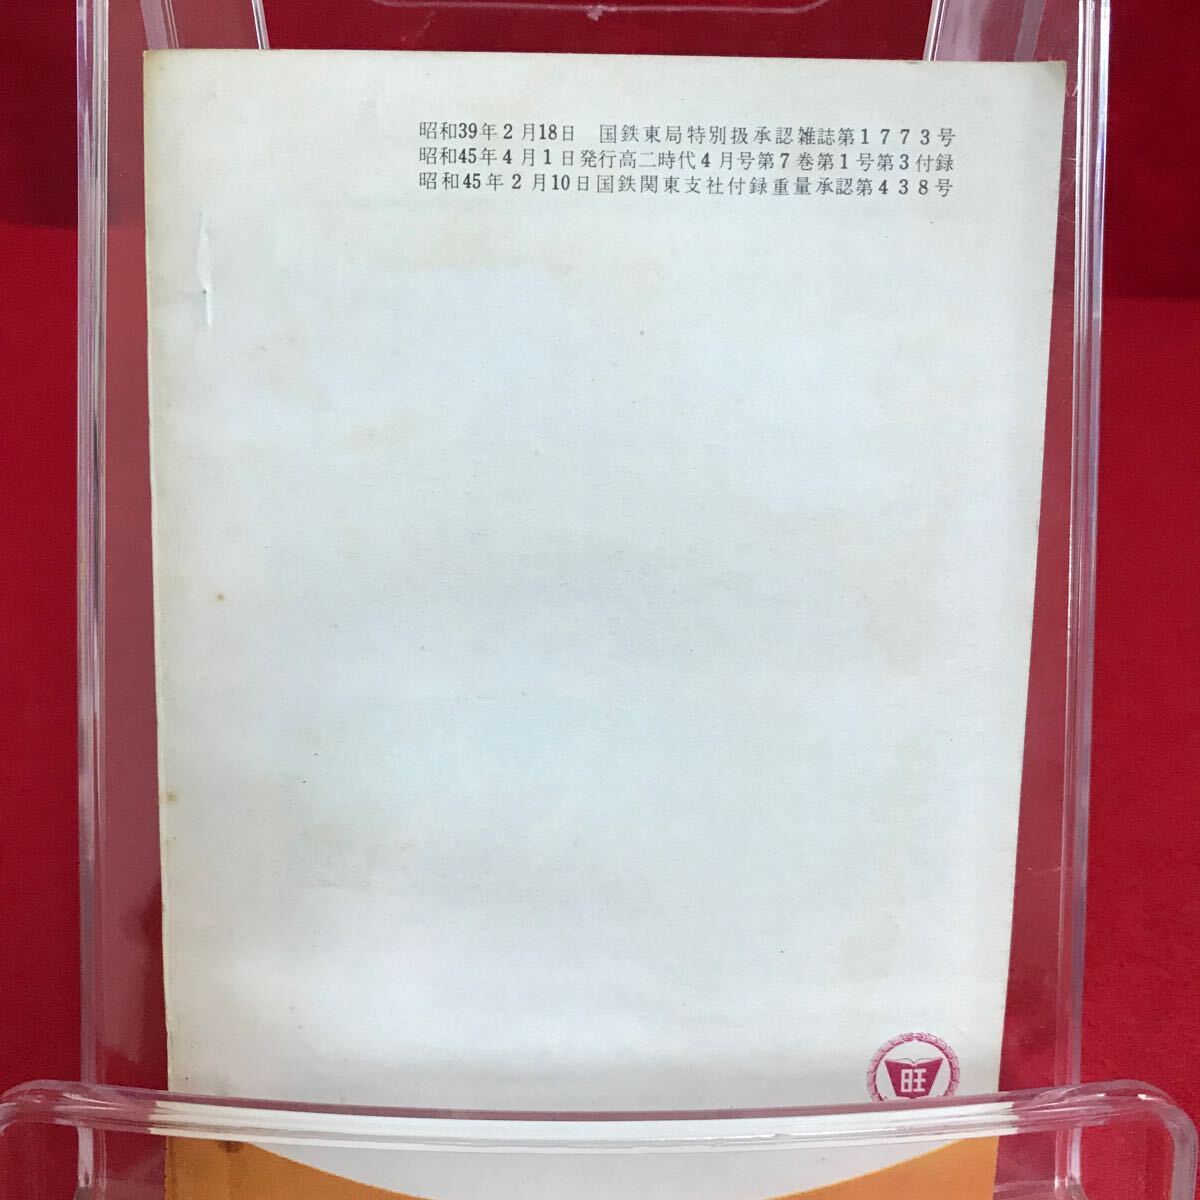 昭和39年2月18日　国鉄東局特別扱承認雑誌第1773号
昭和45年4月1日発行高二時代4月号第7巻第1号第3付録
昭和45年2月10日国鉄関東支社付録重量承認第438号
旺